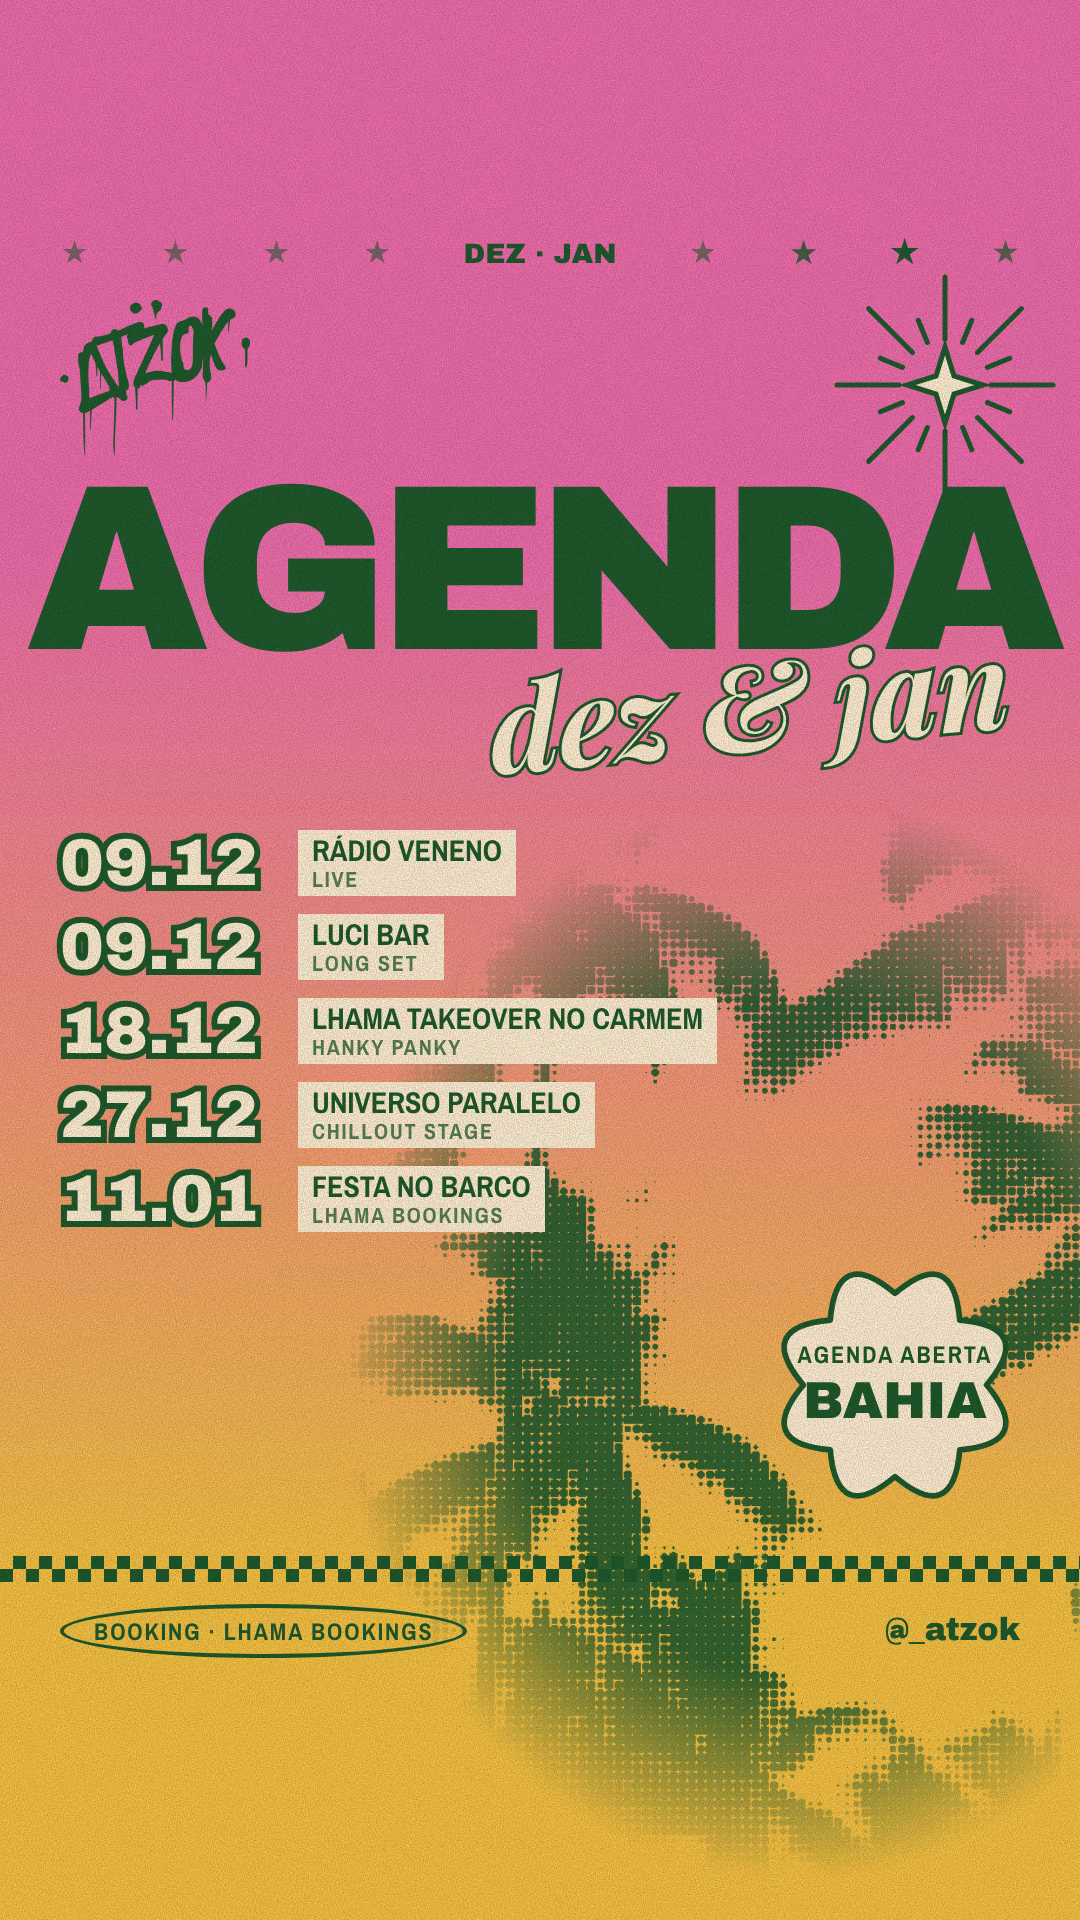 DEZ · JAN
ATŻOK
AGENDA
dez & jan
09.12
RÁDIO VENENO
LIVE
09.12
LUCI BAR
LONG SET
18.12
LHAMA TAKEOVER NO CARMEM
HANKY PANKY
27.12
UNIVERSO PARALELO
CHILLOUT STAGE
11.01
FESTA NO BARCO
LHAMA BOOKINGS
AGENDA ABERTA
BAHIA
BOOKING · LHAMA BOOKINGS
@_atzok